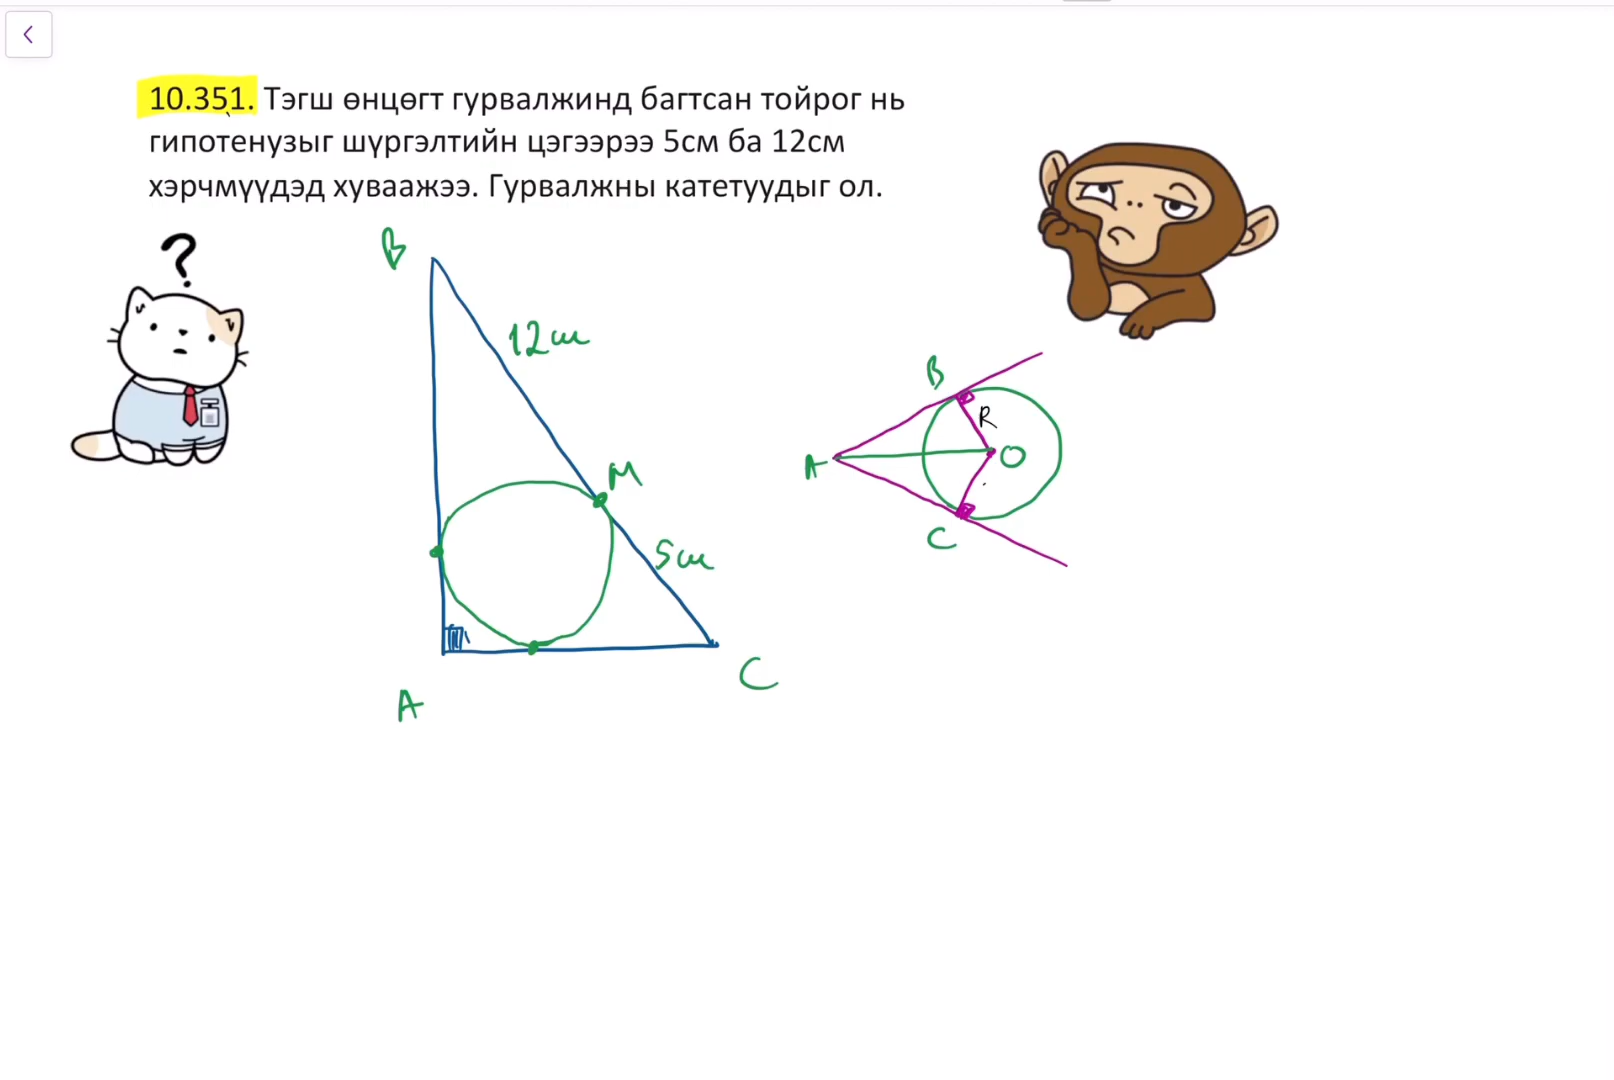 10.351. Тэгш өнцөгт гурвалжинд багтсан тойрог нь
гипотенузыг шүргэлтийн цэгээрээ 5см ба 12см
хэрчмүүдэд хуваажээ. Гурвалжны катетуудыг ол.
?
B
12см
M
5см
A
C
B
R
A
O
C